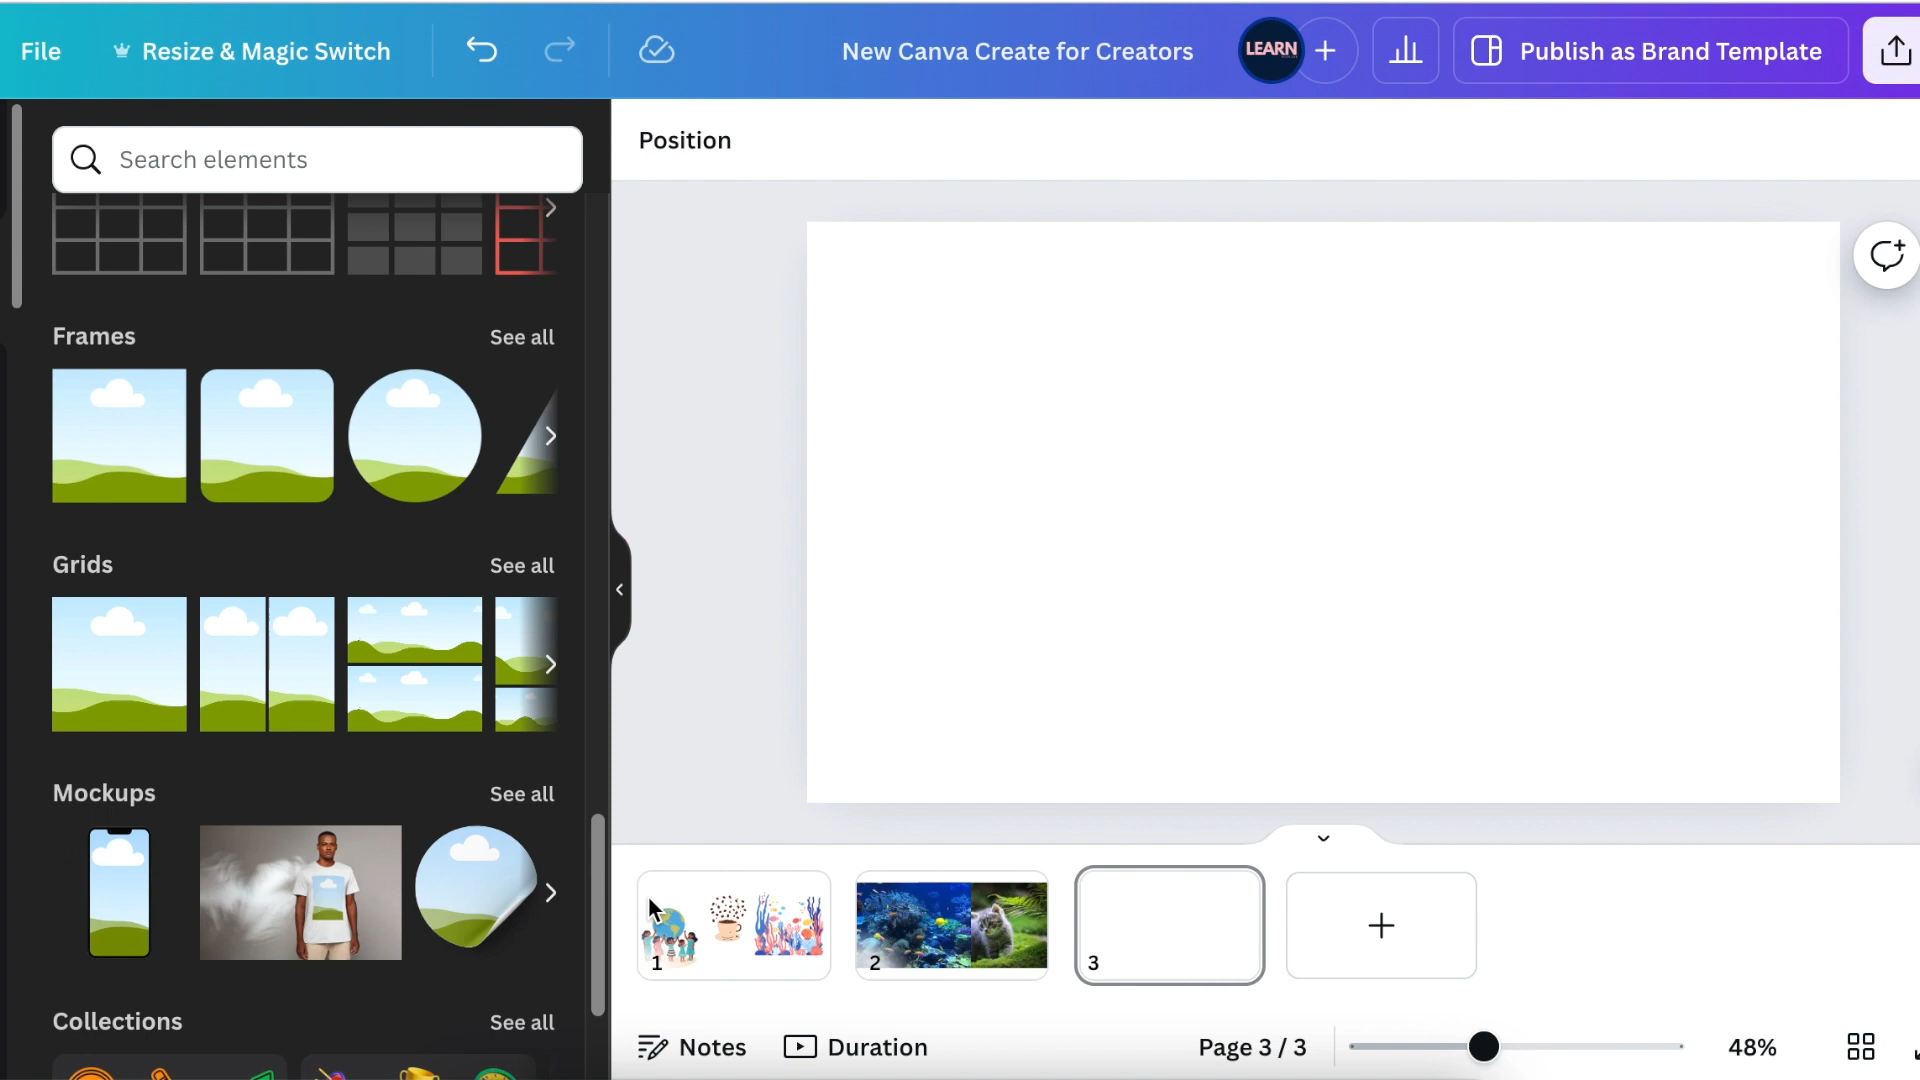 File
Resize & Magic Switch
New Canva Create for Creators
LEARN
Publish as Brand Template
Search elements
Position
Frames
See all
Grids
See all
Mockups
See all
Collections
See all
1
2
3
Notes
Duration
Page 3 / 3
48%